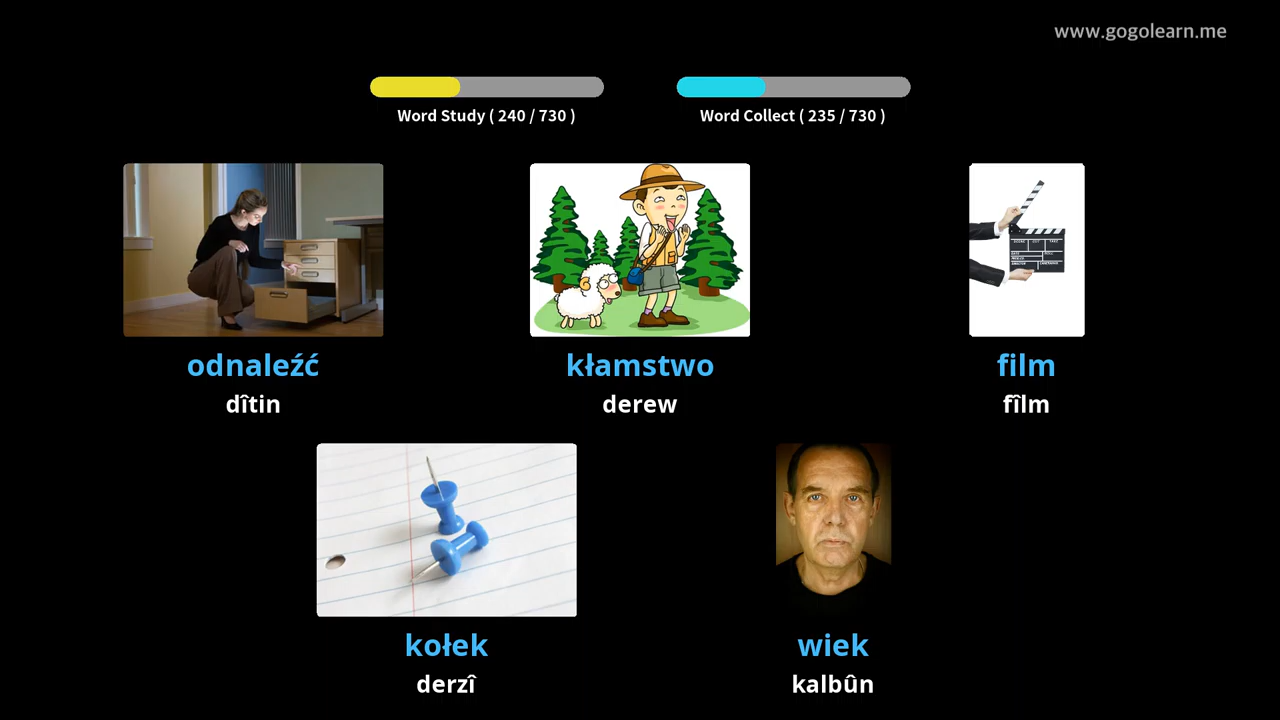 www.gogolearn.me
Word Study ( 240 / 730 )
Word Collect ( 235 / 730 )
odnaleźć
dîtin
kłamstwo
derew
film
fîlm
kołek
derzî
wiek
kalbûn